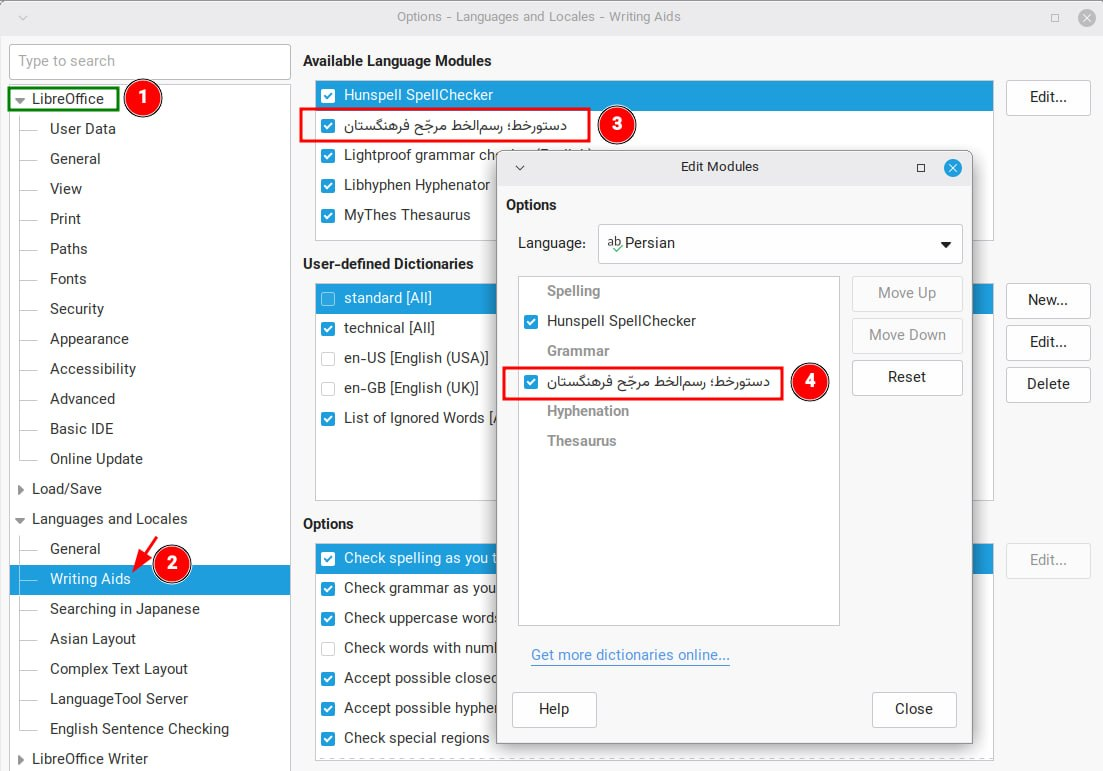 Options - Languages and Locales - Writing Aids
Type to search
LibreOffice
1
User Data
General
View
Print
Paths
Fonts
Security
Appearance
Accessibility
Advanced
Basic IDE
Online Update
Load/Save
Languages and Locales
General
Writing Aids
2
Searching in Japanese
Asian Layout
Complex Text Layout
LanguageTool Server
English Sentence Checking
LibreOffice Writer
Available Language Modules
Hunspell SpellChecker
دستورخط؛ رسم‌الخط مرجّح فرهنگستان
3
Lightproof grammar
Libhyphen Hyphenator
MyThes Thesaurus
Edit...
User-defined Dictionaries
standard [All]
technical [All]
en-US [English (USA)]
en-GB [English (UK)]
List of Ignored Words
New...
Edit...
Delete
Options
Check spelling as you
Check grammar as you
Check uppercase words
Check words with
Accept possible closed
Accept possible
Check special regions
Edit...
Edit Modules
Options
Language:
Persian
Spelling
Hunspell SpellChecker
Grammar
دستورخط؛ رسم‌الخط مرجّح فرهنگستان
4
Hyphenation
Thesaurus
Move Up
Move Down
Reset
Get more dictionaries online...
Help
Close